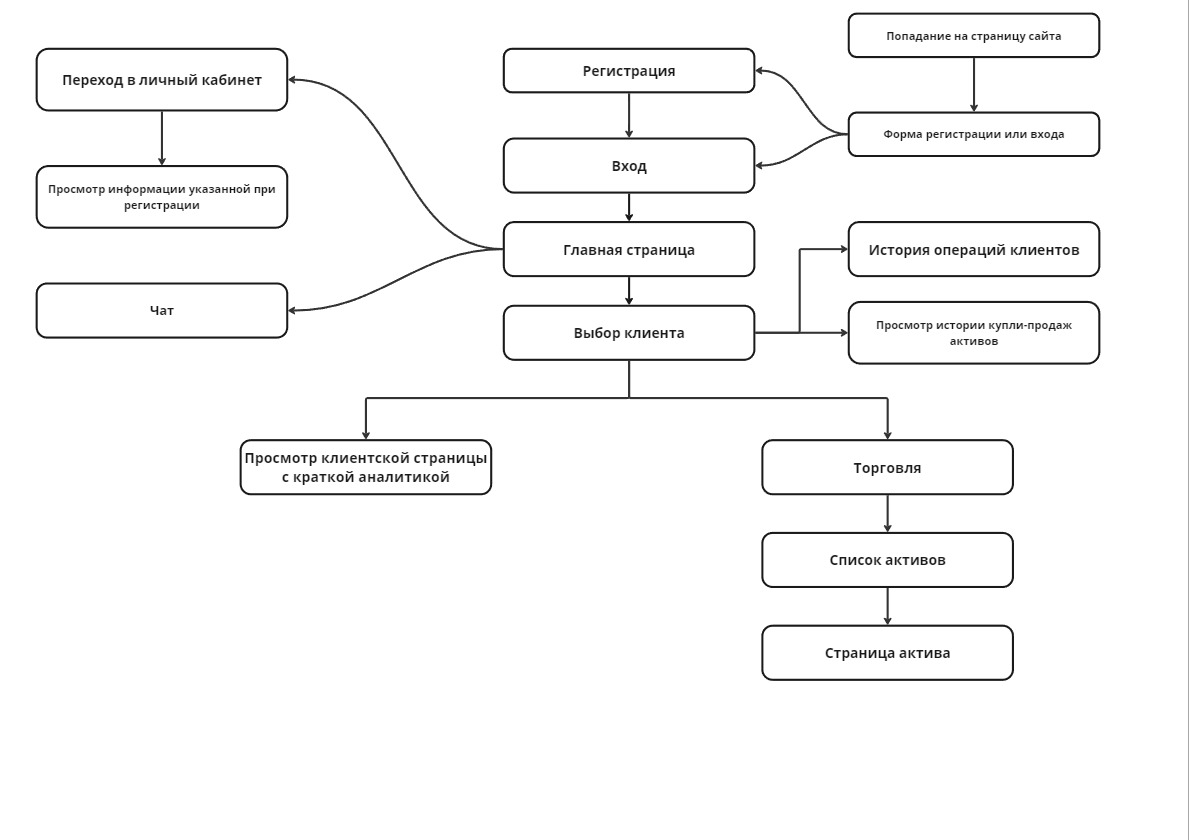 Попадание на страницу сайта
Переход в личный кабинет
Регистрация
Форма регистрации или входа
Вход
Просмотр информации указанной при
регистрации
Главная страница
История операций клиентов
Чат
Выбор клиента
Просмотр истории купли-продаж
активов
Просмотр клиентской страницы
с краткой аналитикой
Торговля
Список активов
Страница актива